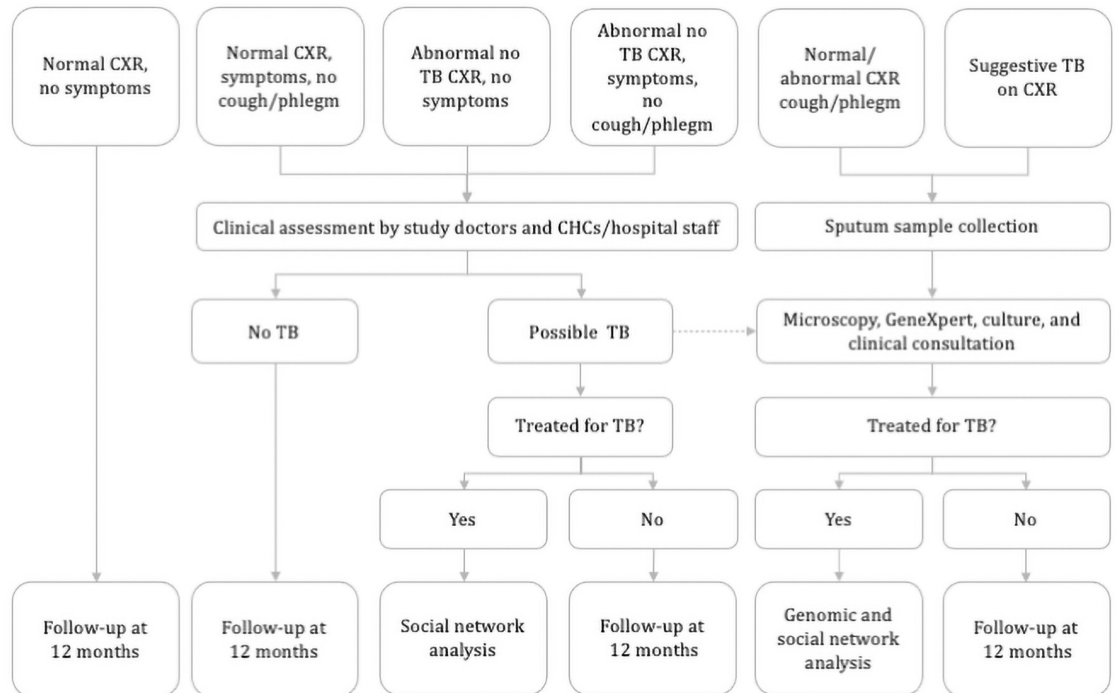 Normal CXR,
no symptoms
Normal CXR,
symptoms, no
cough/phlegm
Abnormal no
TB CXR, no
symptoms
Abnormal no
TB CXR,
symptoms,
no
cough/phlegm
Normal/
abnormal CXR
cough/phlegm
Suggestive TB
on CXR
Clinical assessment by study doctors and CHCs/hospital staff
Sputum sample collection
No TB
Possible TB
Microscopy, GeneXpert, culture, and
clinical consultation
Treated for TB?
Treated for TB?
Yes
No
Yes
No
Follow-up at
12 months
Follow-up at
12 months
Social network
analysis
Follow-up at
12 months
Genomic and
social network
analysis
Follow-up at
12 months